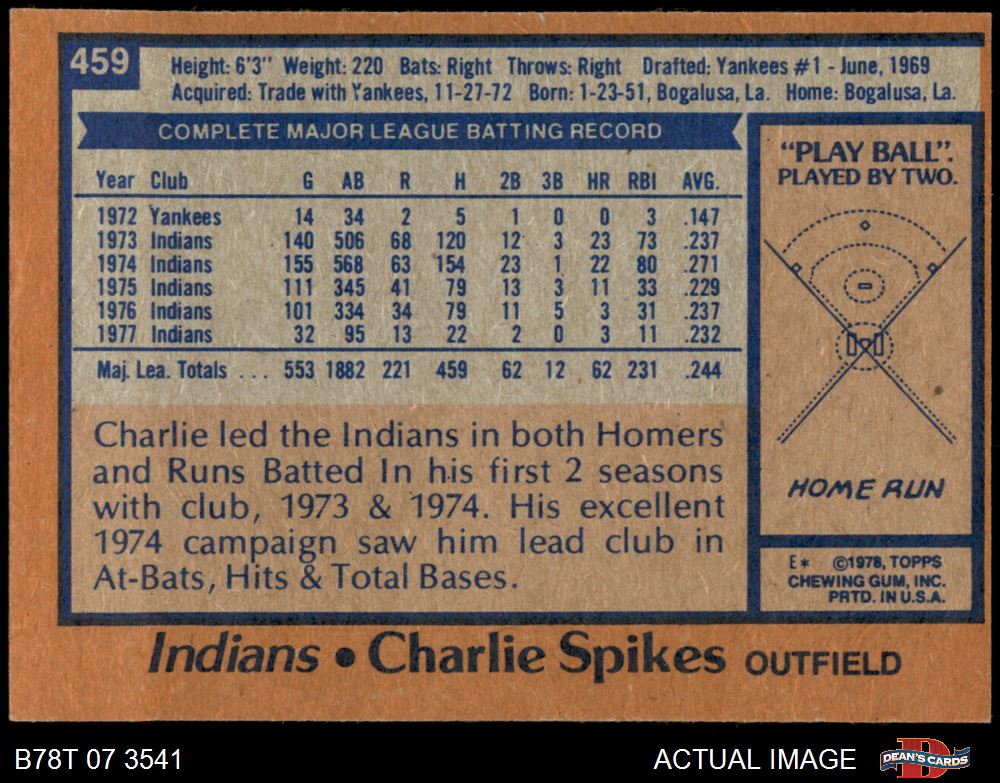 459
Height: 6'3" Weight: 220 Bats: Right Throws: Right Drafted: Yankees #1 - June, 1969
Acquired: Trade with Yankees, 11-27-72 Born: 1-23-51, Bogalusa, La. Home: Bogalusa, La.
COMPLETE MAJOR LEAGUE BATTING RECORD
Year Club G AB R H 2B 3B HR RBI AVG.
1972 Yankees 14 34 2 5 1 0 0 3 .147
1973 Indians 140 506 68 120 12 3 23 73 .237
1974 Indians 155 568 63 154 23 1 22 80 .271
1975 Indians 111 345 41 79 13 3 11 33 .229
1976 Indians 101 334 34 79 11 5 3 31 .237
1977 Indians 32 95 13 22 2 0 3 11 .232
Maj. Lea. Totals ... 553 1882 221 459 62 12 62 231 .244
Charlie led the Indians in both Homers
and Runs Batted In his first 2 seasons
with club, 1973 & 1974. His excellent
1974 campaign saw him lead club in
At-Bats, Hits & Total Bases.
"PLAY BALL".
PLAYED BY TWO.
HOME RUN
E* ©1978, TOPPS
CHEWING GUM, INC.
PRTD. IN U.S.A.
Indians • Charlie Spikes OUTFIELD
B78T 07 3541
ACTUAL IMAGE
D
DEAN'S CARDS